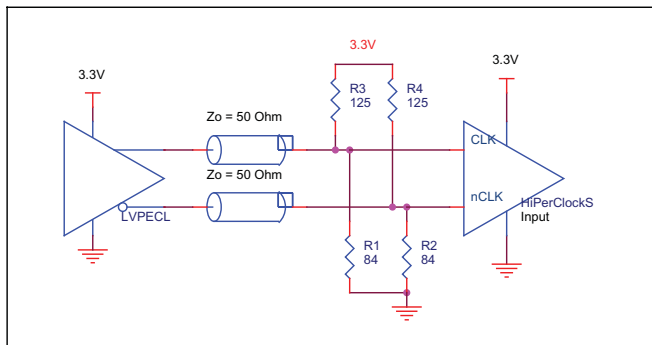 3.3V
3.3V
3.3V
R3
125
R4
125
Zo = 50 Ohm
CLK
Zo = 50 Ohm
nCLK
LVPECL
HiPerClockS
Input
R1
84
R2
84